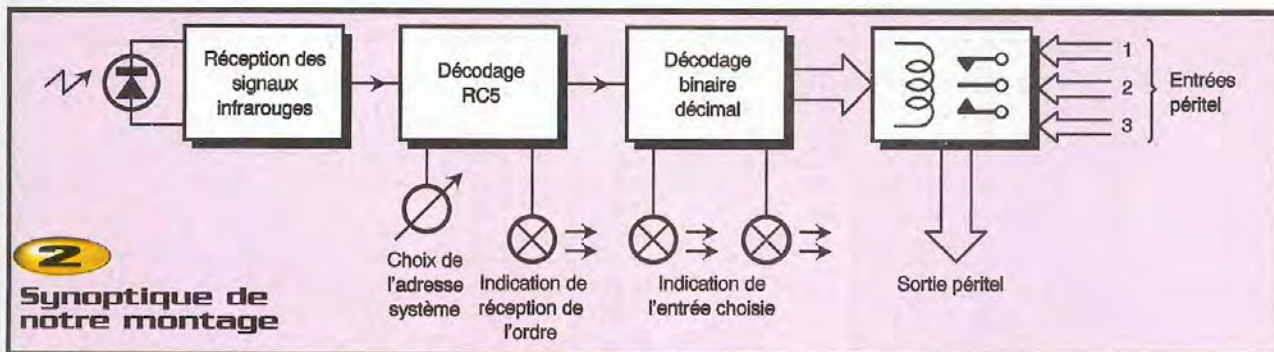 Réception des
signaux
infrarouges
Décodage
RC5
Décodage
binaire
décimal
1
2
3
Entrées
péritel
Choix de
l'adresse
système
Indication de
réception de
l'ordre
Indication de
l'entrée choisie
Sortie péritel
2
Synoptique de
notre montage